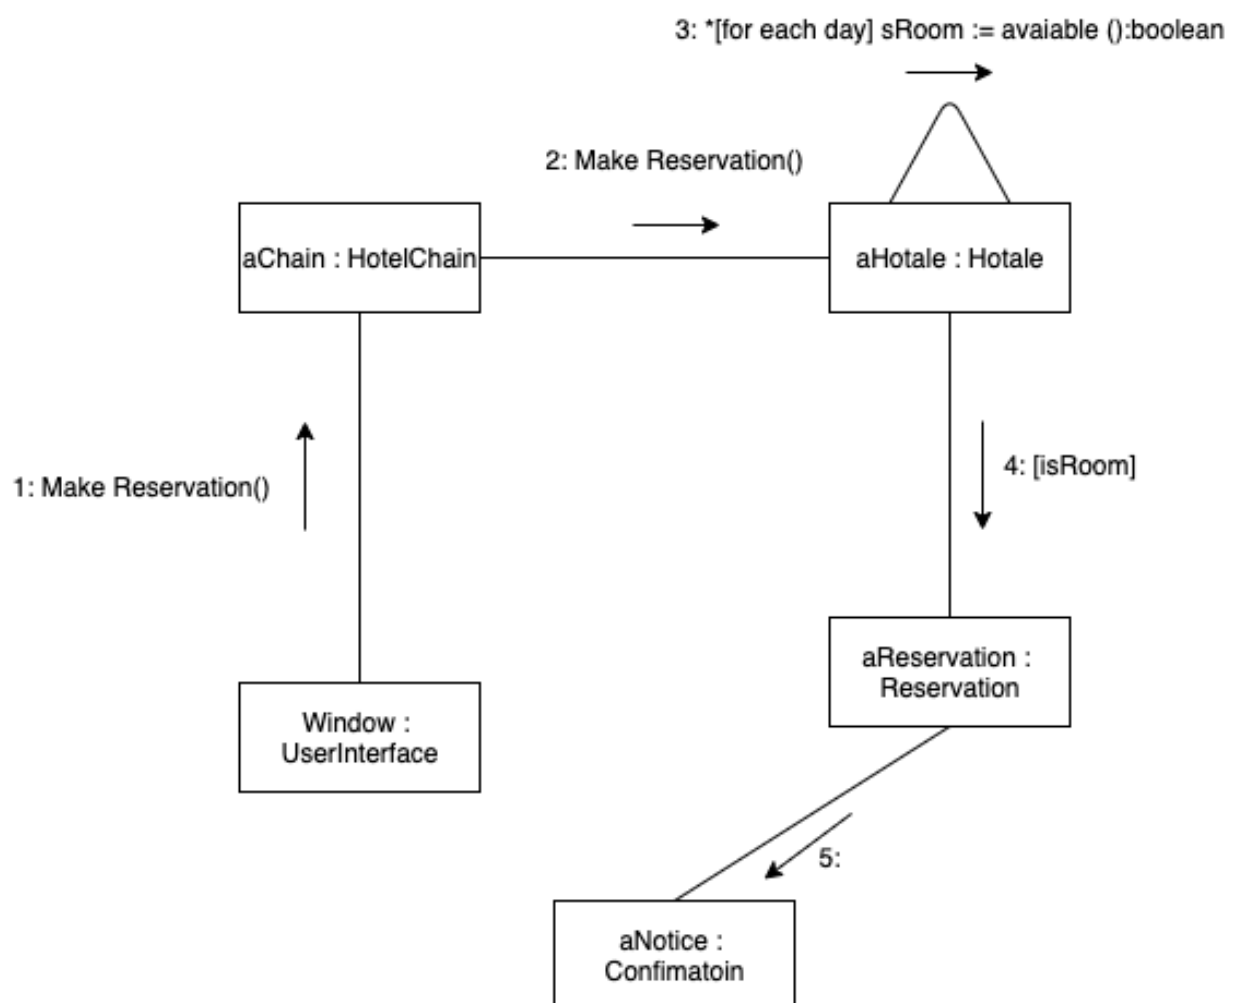 3: *[for each day] sRoom := avaiable ():boolean
2: Make Reservation()
aChain : HotelChain
aHotale : Hotale
1: Make Reservation()
4: [isRoom]
aReservation :
Reservation
Window :
UserInterface
5:
aNotice :
Confimatoin